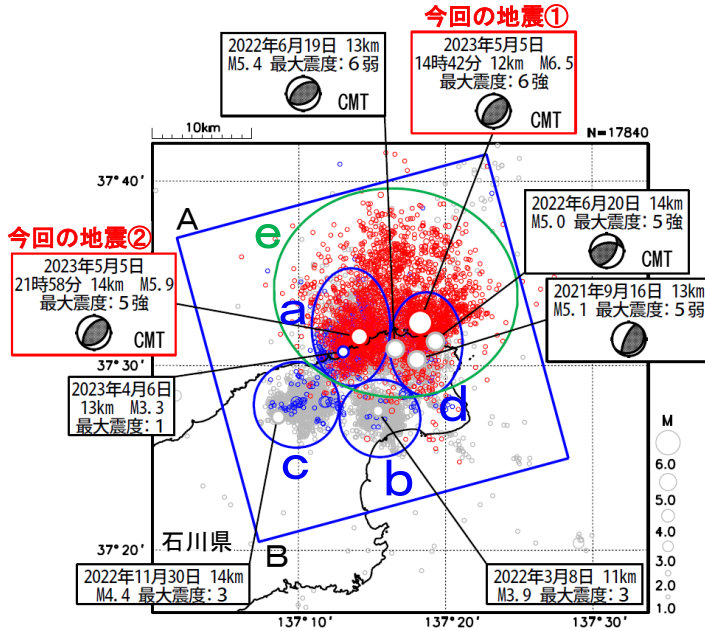 今回の地震①
2022年6月19日 13km
M5.4 最大震度：6弱
CMT
2023年5月5日
14時42分 12km M6.5
最大震度：6強
CMT
10km
N=17840
37°40′
A
e
2022年6月20日 14km
M5.0 最大震度：5強
CMT
今回の地震②
2023年5月5日
21時58分 14km M5.9
最大震度：5強
CMT
a
2021年9月16日 13km
M5.1 最大震度：5弱
CMT
37°30′
2023年4月6日
13km M3.3
最大震度：1
d
c
b
M
6.0
5.0
4.0
3.0
2.0
1.0
石川県
37°20′
B
2022年11月30日 14km
M4.4 最大震度：3
2022年3月8日 11km
M3.9 最大震度：3
137°10′
137°20′
137°30′